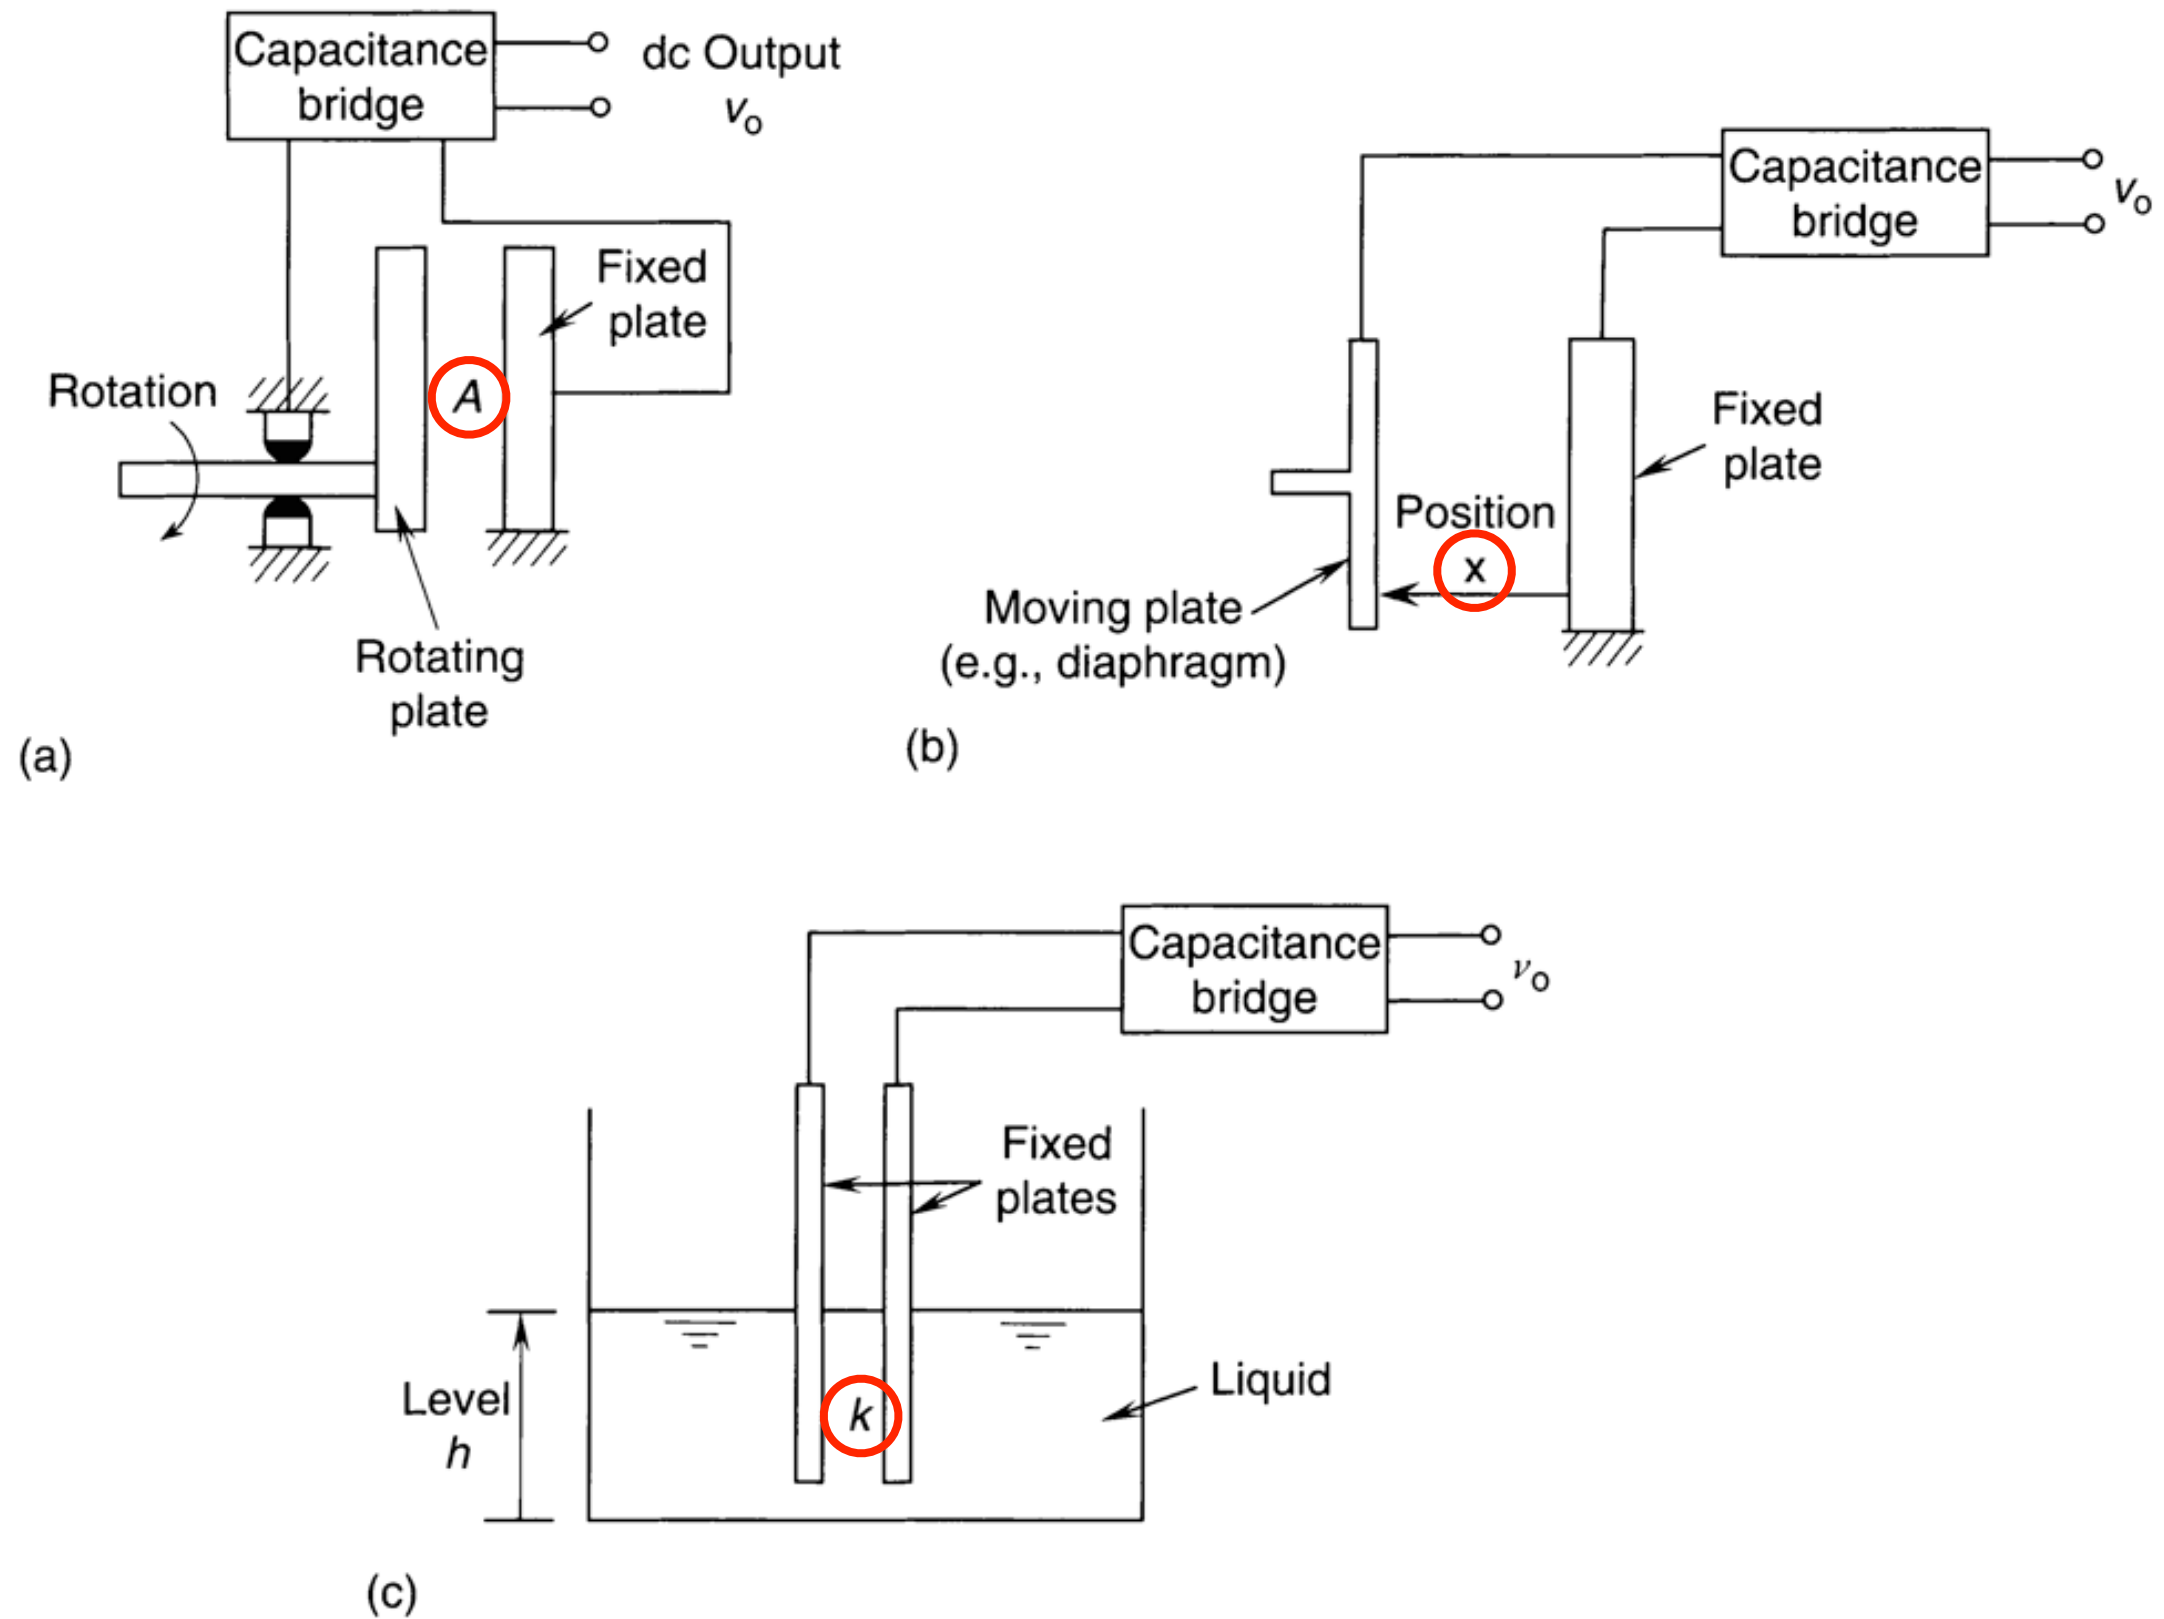 Capacitance
bridge
dc Output
vo
Fixed
plate
A
Rotation
Rotating
plate
(a)
Capacitance
bridge
vo
Fixed
plate
Position
x
Moving plate
(e.g., diaphragm)
(b)
Capacitance
bridge
vo
Fixed
plates
Level
h
k
Liquid
(c)